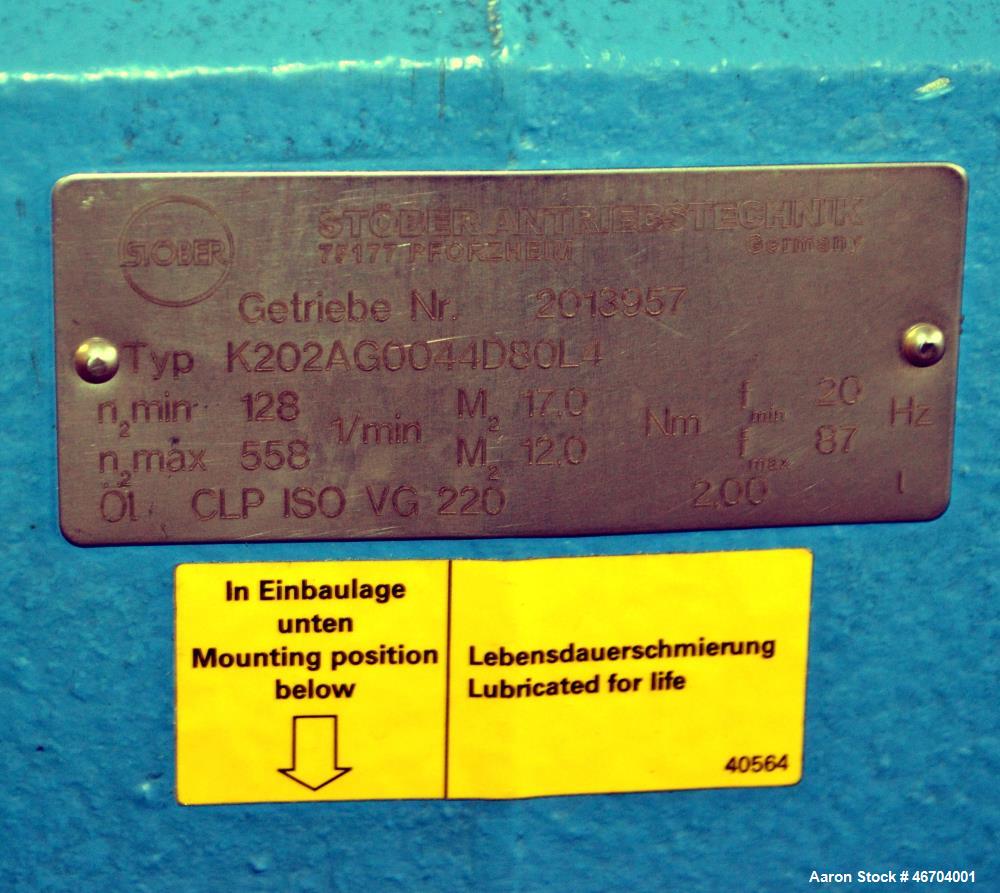 STÖBER
STÖBER ANTRIEBSTECHNIK
75177 PFORZHEIM Germany
Getriebe Nr. 2013957
Typ K202AG0044D80L4
n2min 128 1/min M2 17,0 Nm fmin 20 Hz
n2max 558 M2 12,0 fmax 87
Öl CLP ISO VG 220 2,00 l
In Einbaulage
unten
Mounting position
below
Lebensdauerschmierung
Lubricated for life
40564
Aaron Stock # 46704001